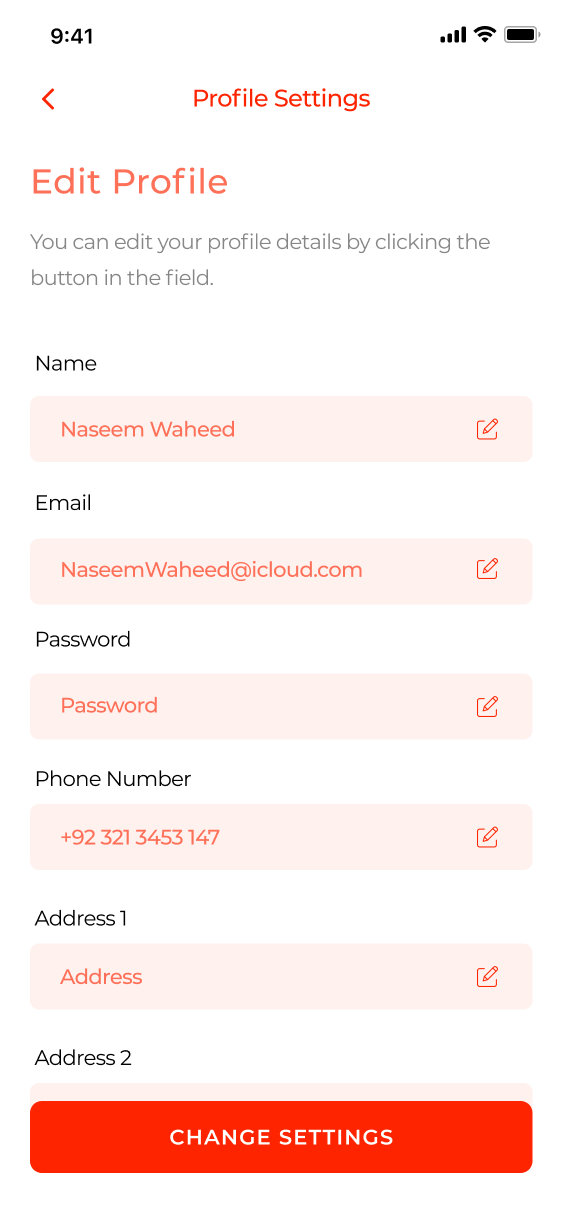 9:41
Profile Settings
Edit Profile
You can edit your profile details by clicking the
button in the field.
Name
Naseem Waheed
Email
NaseemWaheed@icloud.com
Password
Password
Phone Number
+92 321 3453 147
Address 1
Address
Address 2
CHANGE SETTINGS